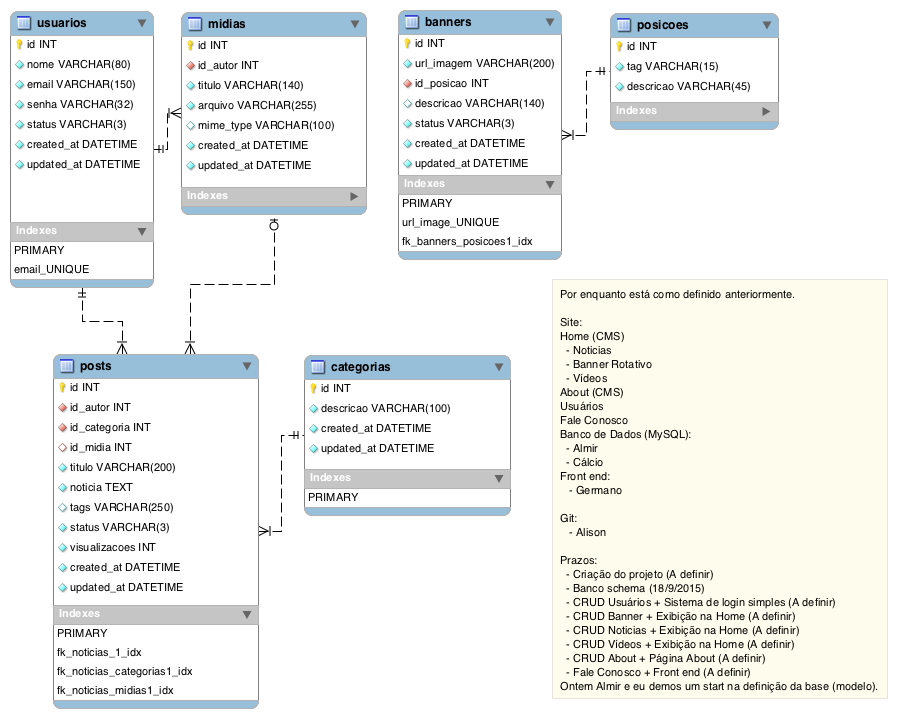 usuarios
id INT
nome VARCHAR(80)
email VARCHAR(150)
senha VARCHAR(32)
status VARCHAR(3)
created_at DATETIME
updated_at DATETIME
Indexes
PRIMARY
email_UNIQUE
midias
id INT
id_autor INT
titulo VARCHAR(140)
arquivo VARCHAR(255)
mime_type VARCHAR(100)
created_at DATETIME
updated_at DATETIME
Indexes
banners
id INT
url_imagem VARCHAR(200)
id_posicao INT
descricao VARCHAR(140)
status VARCHAR(3)
created_at DATETIME
updated_at DATETIME
Indexes
PRIMARY
url_image_UNIQUE
fk_banners_posicoes1_idx
posicoes
id INT
tag VARCHAR(15)
descricao VARCHAR(45)
Indexes
posts
id INT
id_autor INT
id_categoria INT
id_midia INT
titulo VARCHAR(200)
noticia TEXT
tags VARCHAR(250)
status VARCHAR(3)
visualizacoes INT
created_at DATETIME
updated_at DATETIME
Indexes
PRIMARY
fk_noticias_1_idx
fk_noticias_categorias1_idx
fk_noticias_midias1_idx
categorias
id INT
descricao VARCHAR(100)
created_at DATETIME
updated_at DATETIME
Indexes
PRIMARY
Por enquanto está como definido anteriormente.
Site:
Home (CMS)
- Noticias
- Banner Rotativo
- Vídeos
About (CMS)
Usuários
Fale Conosco
Banco de Dados (MySQL):
- Almir
- Cálcio
Front end:
- Germano
Git:
- Alison
Prazos:
- Criação do projeto (A definir)
- Banco schema (18/9/2015)
- CRUD Usuários + Sistema de login simples (A definir)
- CRUD Banner + Exibição na Home (A definir)
- CRUD Noticias + Exibição na Home (A definir)
- CRUD Vídeos + Exibição na Home (A definir)
- CRUD About + Página About (A definir)
- Fale Conosco + Front end (A definir)
Ontem Almir e eu demos um start na definição da base (modelo).